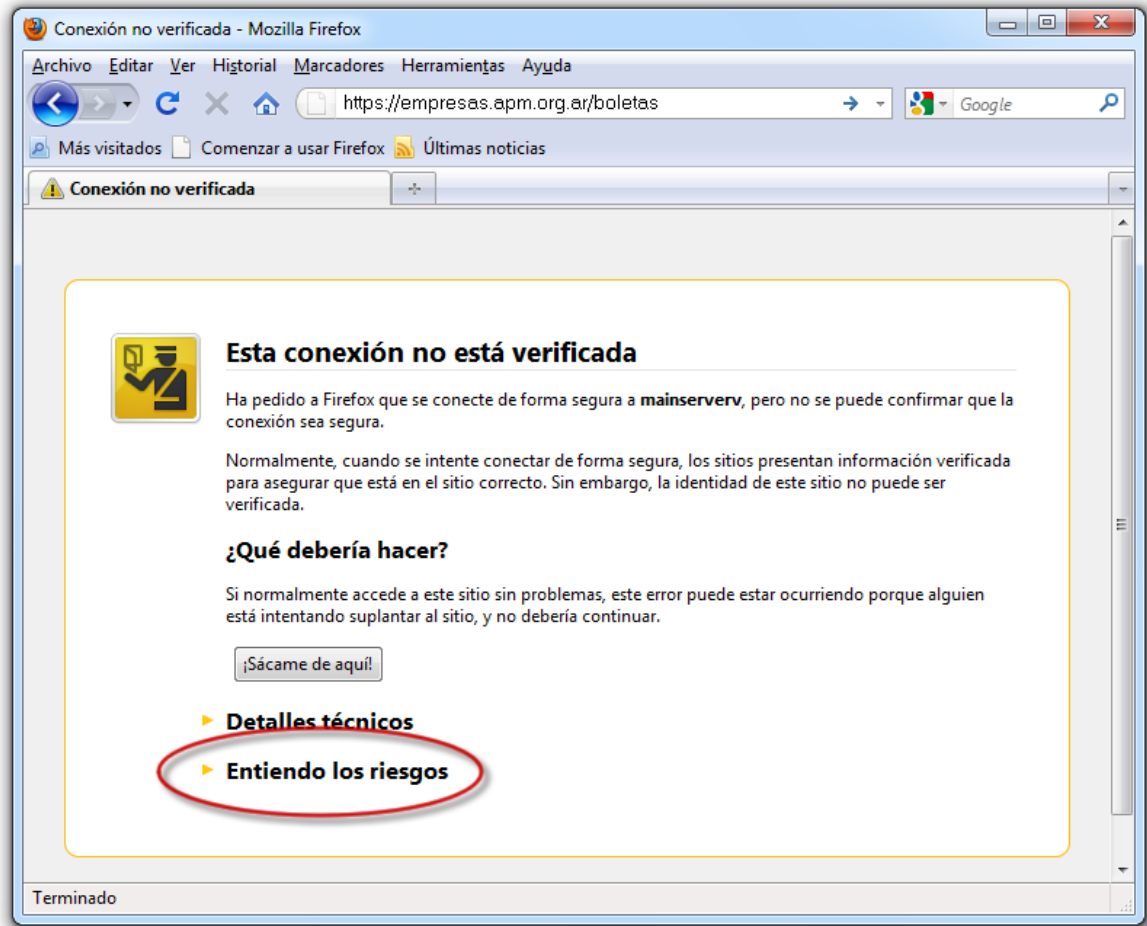 Conexión no verificada - Mozilla Firefox
Archivo Editar Ver Historial Marcadores Herramientas Ayuda
https://empresas.apm.org.ar/boletas
Google
Más visitados Comenzar a usar Firefox Últimas noticias
Conexión no verificada
Esta conexión no está verificada
Ha pedido a Firefox que se conecte de forma segura a mainserverv, pero no se puede confirmar que la
conexión sea segura.
Normalmente, cuando se intente conectar de forma segura, los sitios presentan información verificada
para asegurar que está en el sitio correcto. Sin embargo, la identidad de este sitio no puede ser
verificada.
¿Qué debería hacer?
Si normalmente accede a este sitio sin problemas, este error puede estar ocurriendo porque alguien
está intentando suplantar al sitio, y no debería continuar.
¡Sácame de aquí!
Detalles técnicos
Entiendo los riesgos
Terminado